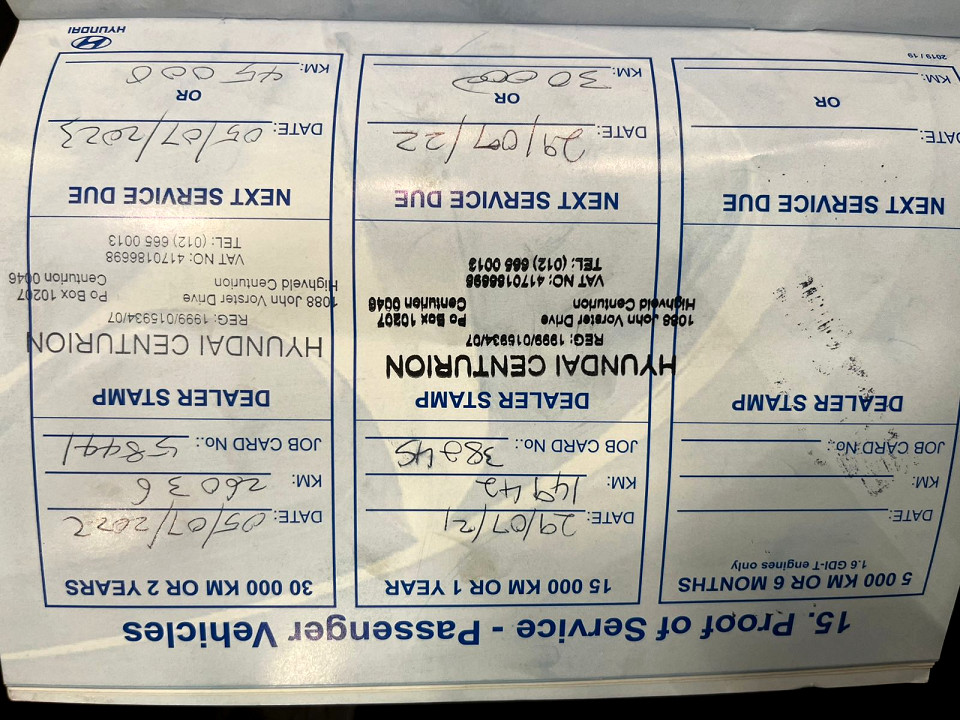 15. Proof of Service - Passenger Vehicles
5 000 KM OR 6 MONTHS
1.6 GDI-T engines only
DATE:
KM:
JOB CARD No.:
DEALER STAMP
NEXT SERVICE DUE
DATE:
OR
KM:
2019 / 19
15 000 KM OR 1 YEAR
DATE: 29/07/21
KM: 14942
JOB CARD No.: 38245
DEALER STAMP
HYUNDAI CENTURION
REG: 1999/015934/07
1088 John Vorster Drive Po Box 10207
Highveld Centurion Centurion 0046
VAT NO: 4170186698
TEL: (012) 665 0013
NEXT SERVICE DUE
DATE: 29/07/22
OR
KM: 30 000
30 000 KM OR 2 YEARS
DATE: 05/07/2022
KM: 26036
JOB CARD No.: 58441
DEALER STAMP
HYUNDAI CENTURION
REG: 1999/015934/07
1088 John Vorster Drive Po Box 10207
Highveld Centurion Centurion 0046
VAT NO: 4170186698
TEL: (012) 665 0013
NEXT SERVICE DUE
DATE: 05/07/2023
OR
KM: 45 000
HYUNDAI